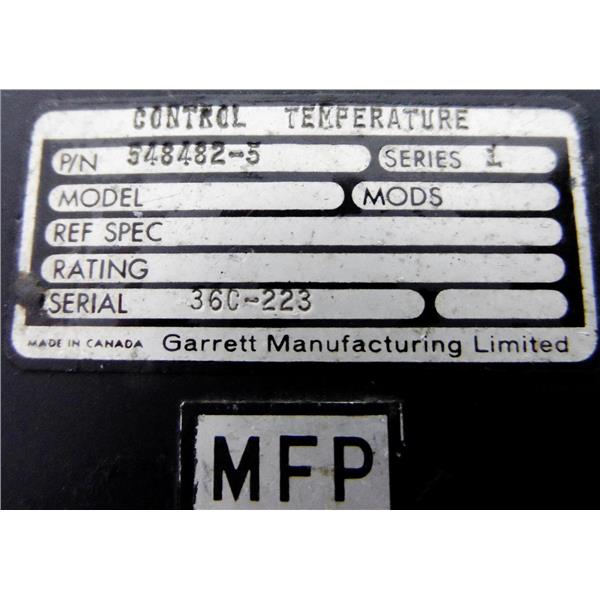 CONTROL TEMPERATURE
P/N 548482-5 SERIES 1
MODEL MODS
REF SPEC
RATING
SERIAL 36C-223
MADE IN CANADA Garrett Manufacturing Limited
MFP